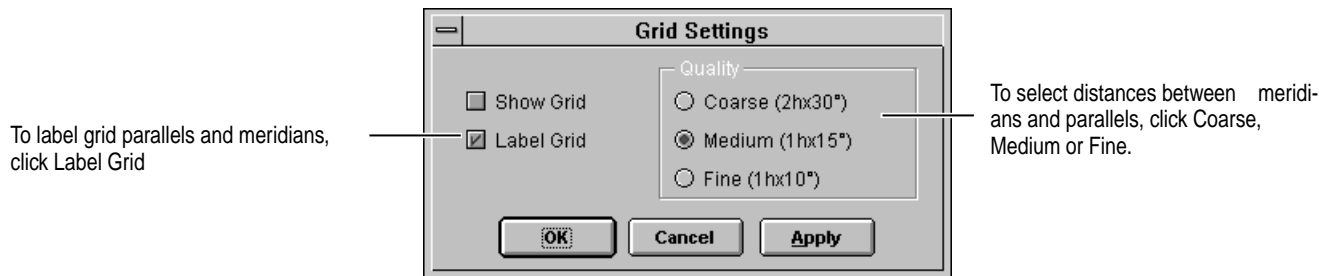 Grid Settings
Quality
Show Grid
Label Grid
Coarse (2hx30°)
Medium (1hx15°)
Fine (1hx10°)
OK
Cancel
Apply
To label grid parallels and meridians,
click Label Grid
To select distances between meridi-
ans and parallels, click Coarse,
Medium or Fine.